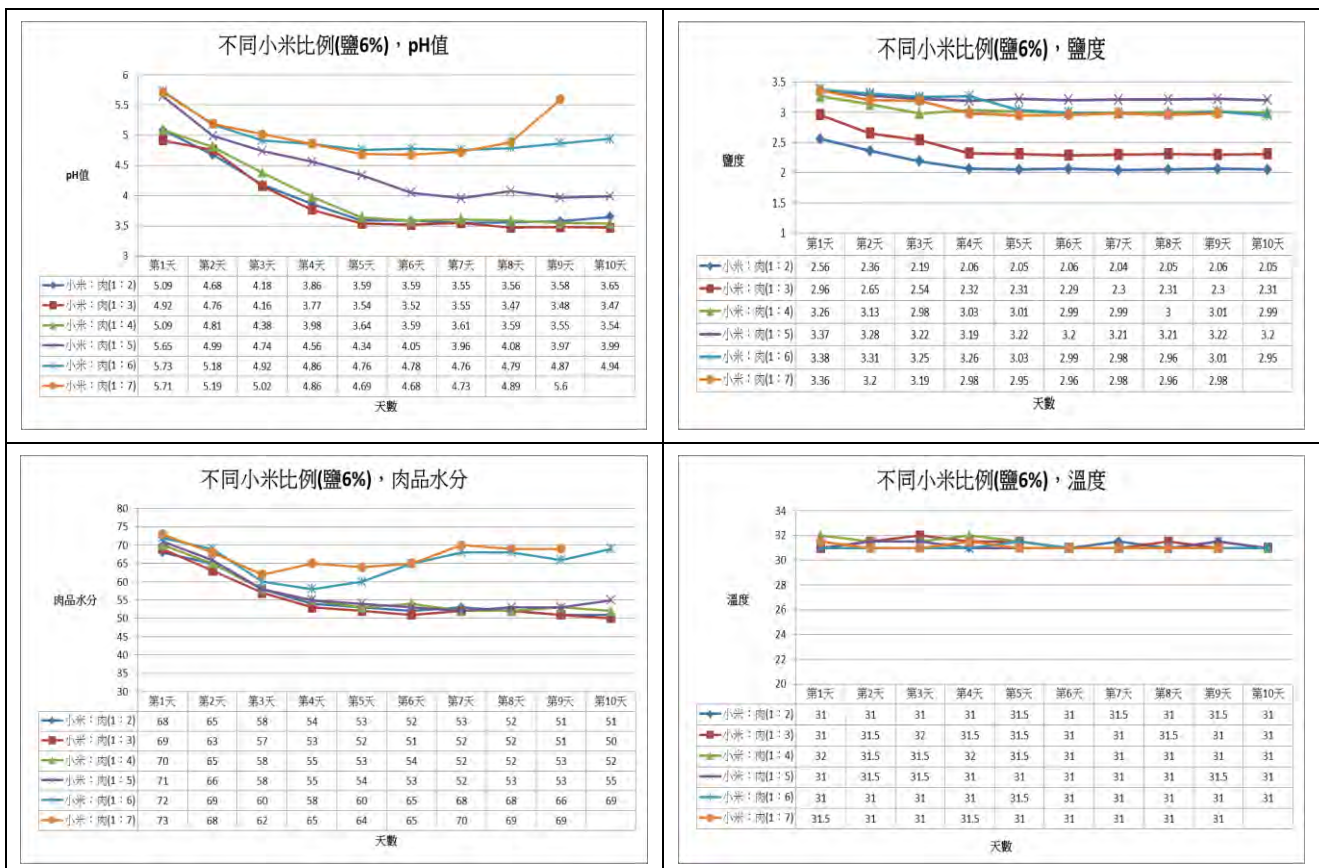 不同小米比例(鹽6%)，pH值
6
5.5
5
4.5
4
3.5
3
pH值
第1天 第2天 第3天 第4天 第5天 第6天 第7天 第8天 第9天 第10天
小米：肉(1：2) 5.09 4.68 4.18 3.86 3.59 3.59 3.55 3.56 3.58 3.65
小米：肉(1：3) 4.92 4.76 4.16 3.77 3.54 3.52 3.55 3.47 3.48 3.47
小米：肉(1：4) 5.09 4.81 4.38 3.98 3.64 3.59 3.61 3.59 3.55 3.54
小米：肉(1：5) 5.65 4.99 4.74 4.56 4.34 4.05 3.96 4.08 3.97 3.99
小米：肉(1：6) 5.73 5.18 4.92 4.86 4.76 4.78 4.76 4.79 4.87 4.94
小米：肉(1：7) 5.71 5.19 5.02 4.86 4.69 4.68 4.73 4.89 5.6
天數
不同小米比例(鹽6%)，鹽度
3.5
3
2.5
2
1.5
1
鹽度
第1天 第2天 第3天 第4天 第5天 第6天 第7天 第8天 第9天 第10天
小米：肉(1：2) 2.56 2.36 2.19 2.06 2.05 2.06 2.04 2.05 2.06 2.05
小米：肉(1：3) 2.96 2.65 2.54 2.32 2.31 2.29 2.3 2.31 2.3 2.31
小米：肉(1：4) 3.26 3.13 2.98 3.03 3.01 2.99 2.99 3 3.01 2.99
小米：肉(1：5) 3.37 3.28 3.22 3.19 3.22 3.2 3.21 3.21 3.22 3.2
小米：肉(1：6) 3.38 3.31 3.25 3.26 3.03 2.99 2.98 2.96 3.01 2.95
小米：肉(1：7) 3.36 3.2 3.19 2.98 2.95 2.96 2.98 2.96 2.98
天數
不同小米比例(鹽6%)，肉品水分
80
75
70
65
60
55
50
45
40
35
30
肉品水分
第1天 第2天 第3天 第4天 第5天 第6天 第7天 第8天 第9天 第10天
小米：肉(1：2) 68 65 58 54 53 52 53 52 51 51
小米：肉(1：3) 69 63 57 53 52 51 52 52 51 50
小米：肉(1：4) 70 65 58 55 53 54 52 52 53 52
小米：肉(1：5) 71 66 58 55 54 53 52 53 53 55
小米：肉(1：6) 72 69 60 58 60 65 68 68 66 69
小米：肉(1：7) 73 68 62 65 64 65 70 69 69
天數
不同小米比例(鹽6%)，溫度
34
32
30
28
26
24
22
20
溫度
第1天 第2天 第3天 第4天 第5天 第6天 第7天 第8天 第9天 第10天
小米：肉(1：2) 31 31 31 31 31.5 31 31.5 31 31.5 31
小米：肉(1：3) 31 31.5 32 31.5 31.5 31 31 31.5 31 31
小米：肉(1：4) 32 31.5 31.5 32 31.5 31 31 31 31 31
小米：肉(1：5) 31 31.5 31.5 31 31 31 31 31 31.5 31
小米：肉(1：6) 31 31 31 31 31.5 31 31 31 31 31
小米：肉(1：7) 31.5 31 31 31.5 31 31 31 31 31
天數